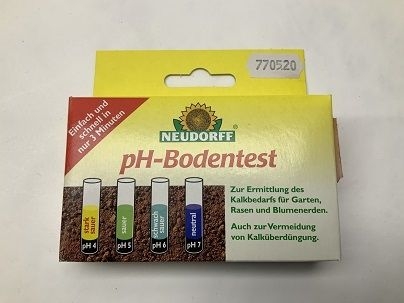 770520
Einfach und
schnell in
nur 3 Minuten
NEUDORFF®
pH-Bodentest
Zur Ermittlung des
Kalkbedarfs für Garten,
Rasen und Blumenerden.
Auch zur Vermeidung
von Kalküberdüngung.
stark
sauer
pH 4
sauer
pH 5
schwach
sauer
pH 6
neutral
pH 7